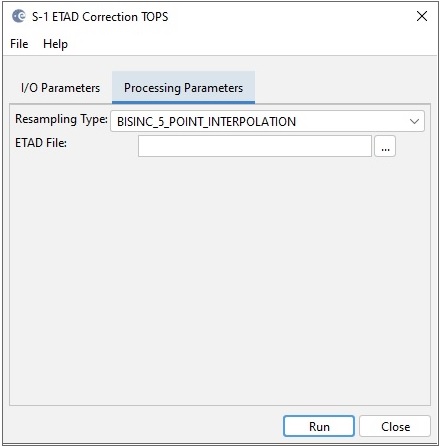 S-1 ETAD Correction TOPS
File Help
I/O Parameters Processing Parameters
Resampling Type: BISINC_5_POINT_INTERPOLATION
ETAD File: ...
Run Close